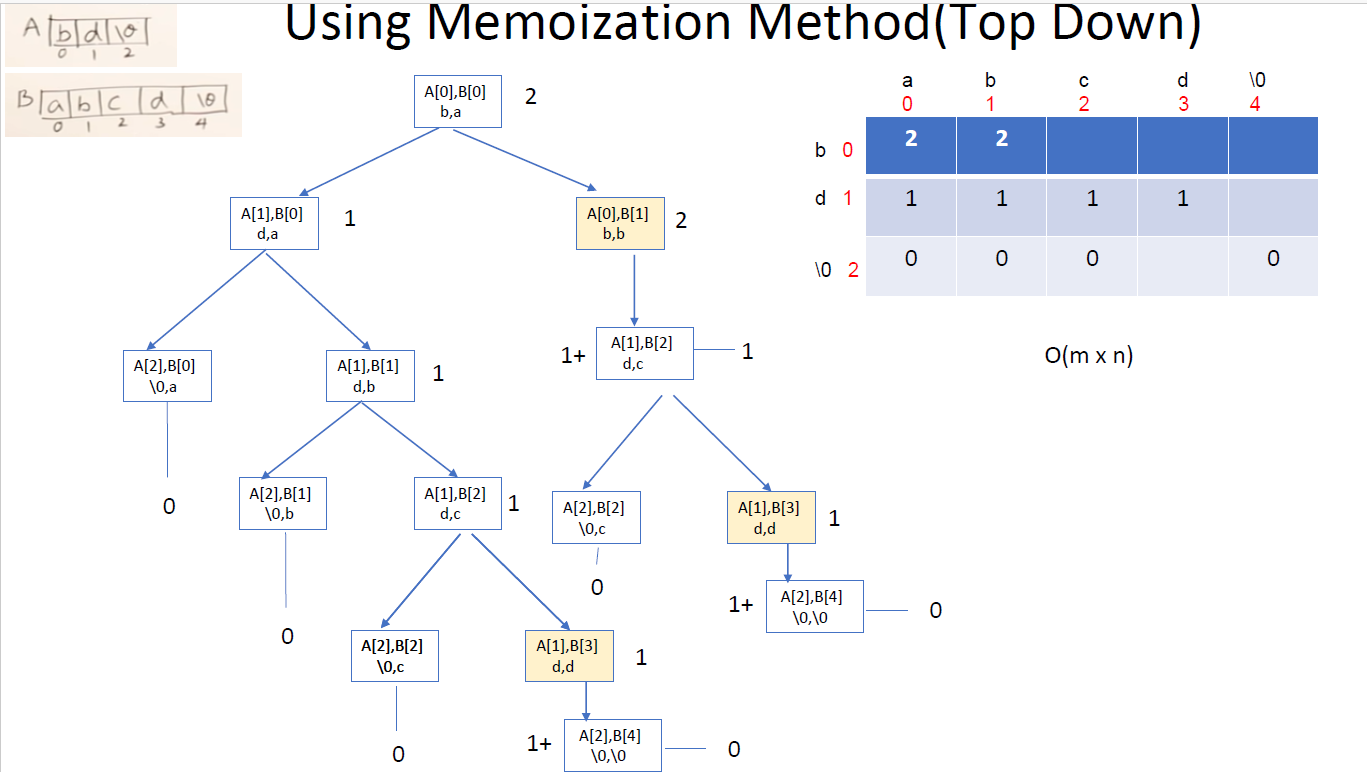 Using Memoization Method(Top Down)
A b d \0
0 1 2
B a b c d \0
0 1 2 3 4
A[0],B[0]
b,a
2
A[1],B[0]
d,a
1
A[0],B[1]
b,b
2
A[2],B[0]
\0,a
0
A[1],B[1]
d,b
1
1+
A[1],B[2]
d,c
1
A[2],B[1]
\0,b
0
A[1],B[2]
d,c
1
A[2],B[2]
\0,c
0
A[1],B[3]
d,d
1
1+
A[2],B[4]
\0,\0
0
A[2],B[2]
\0,c
0
A[1],B[3]
d,d
1
1+
A[2],B[4]
\0,\0
0
a b c d \0
0 1 2 3 4
b 0 2 2
d 1 1 1 1 1
\0 2 0 0 0 0
O(m x n)